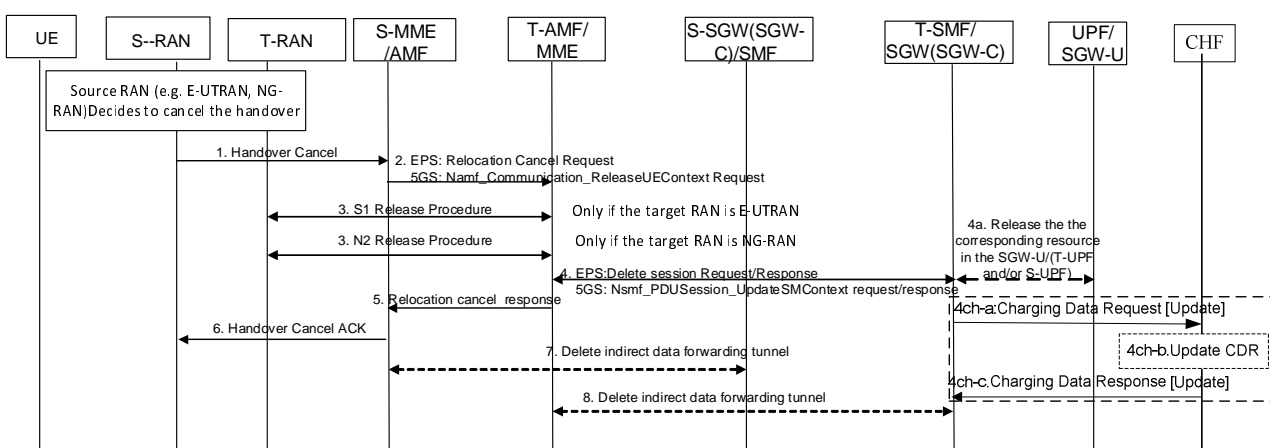 UE
S--RAN
T-RAN
S-MME
/AMF
T-AMF/
MME
S-SGW(SGW-
C)/SMF
T-SMF/
SGW(SGW-C)
UPF/
SGW-U
CHF
Source RAN (e.g. E-UTRAN, NG-
RAN)Decides to cancel the handover
1. Handover Cancel
2. EPS: Relocation Cancel Request
5GS: Namf_Communication_ReleaseUEContext Request
3. S1 Release Procedure
Only if the target RAN is E-UTRAN
3. N2 Release Procedure
Only if the target RAN is NG-RAN
4a. Release the the
corresponding resource
in the SGW-U/(T-UPF
and/or S-UPF)
4. EPS:Delete session Request/Response
5GS: Nsmf_PDUSession_UpdateSMContext request/response
5. Relocation cancel response
4ch-a:Charging Data Request [Update]
6. Handover Cancel ACK
4ch-b.Update CDR
7. Delete indirect data forwarding tunnel
4ch-c.Charging Data Response [Update]
8. Delete indirect data forwarding tunnel